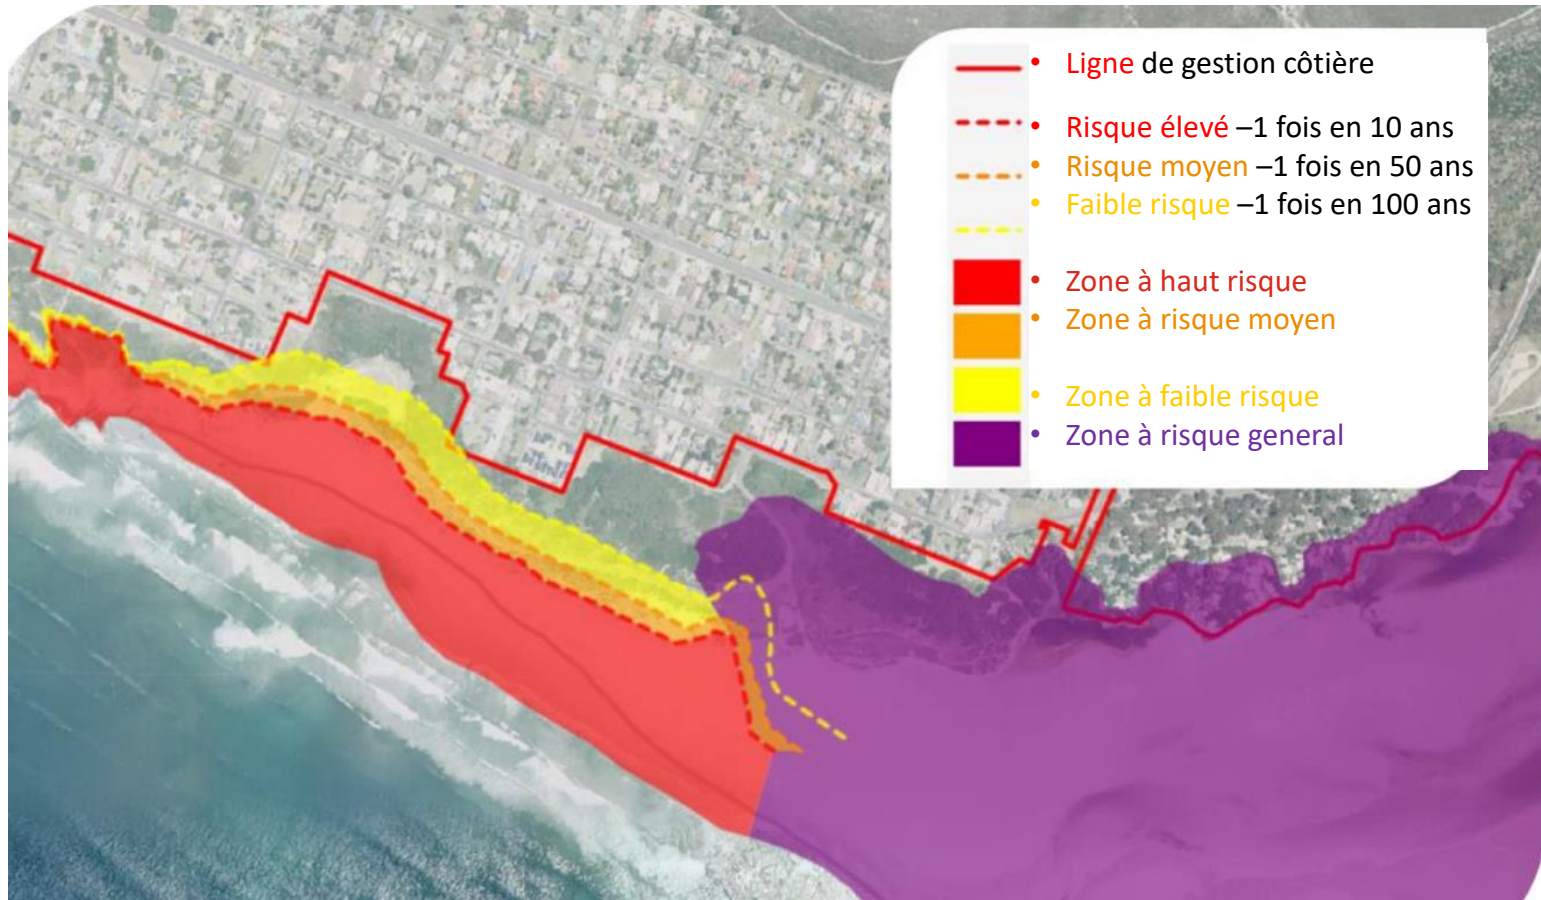 • Ligne de gestion côtière
• Risque élevé –1 fois en 10 ans
• Risque moyen –1 fois en 50 ans
• Faible risque –1 fois en 100 ans
• Zone à haut risque
• Zone à risque moyen
• Zone à faible risque
• Zone à risque general